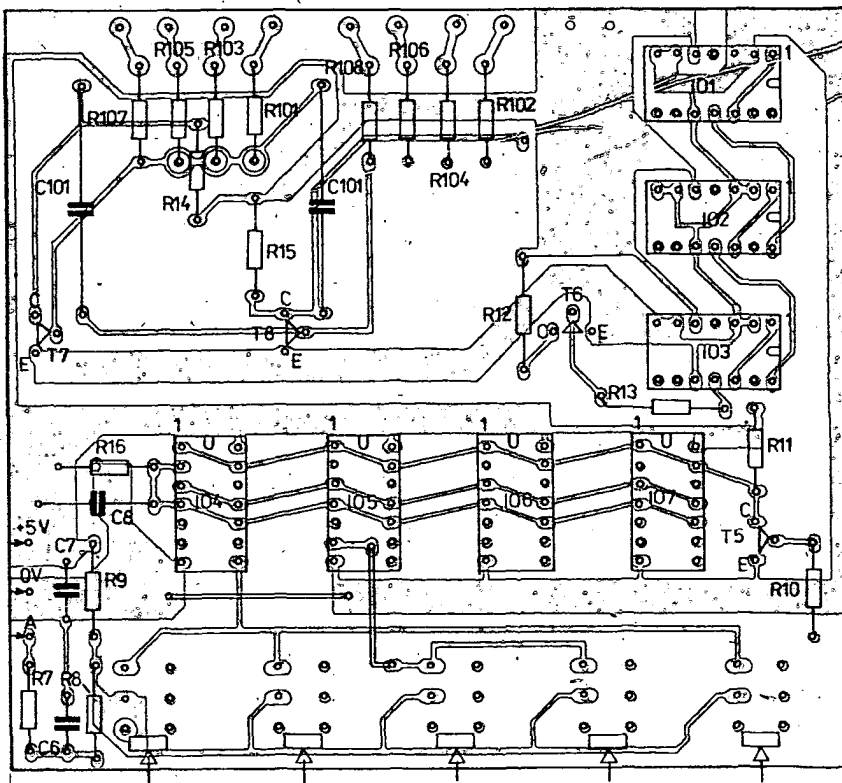 R105 R103 R106
R108
1
IO1
R107 R101 R102
C101 R14 C101 R104
1
IO2
R15
C C R12 T6
T7 T8 E
E E
1
IO3
R13
1 1 1 1
R16 R11
IO4 IO5 IO6 IO7
C8
+5V C
C7 T5
0V R9 E
R10
A
R7 R8
C6